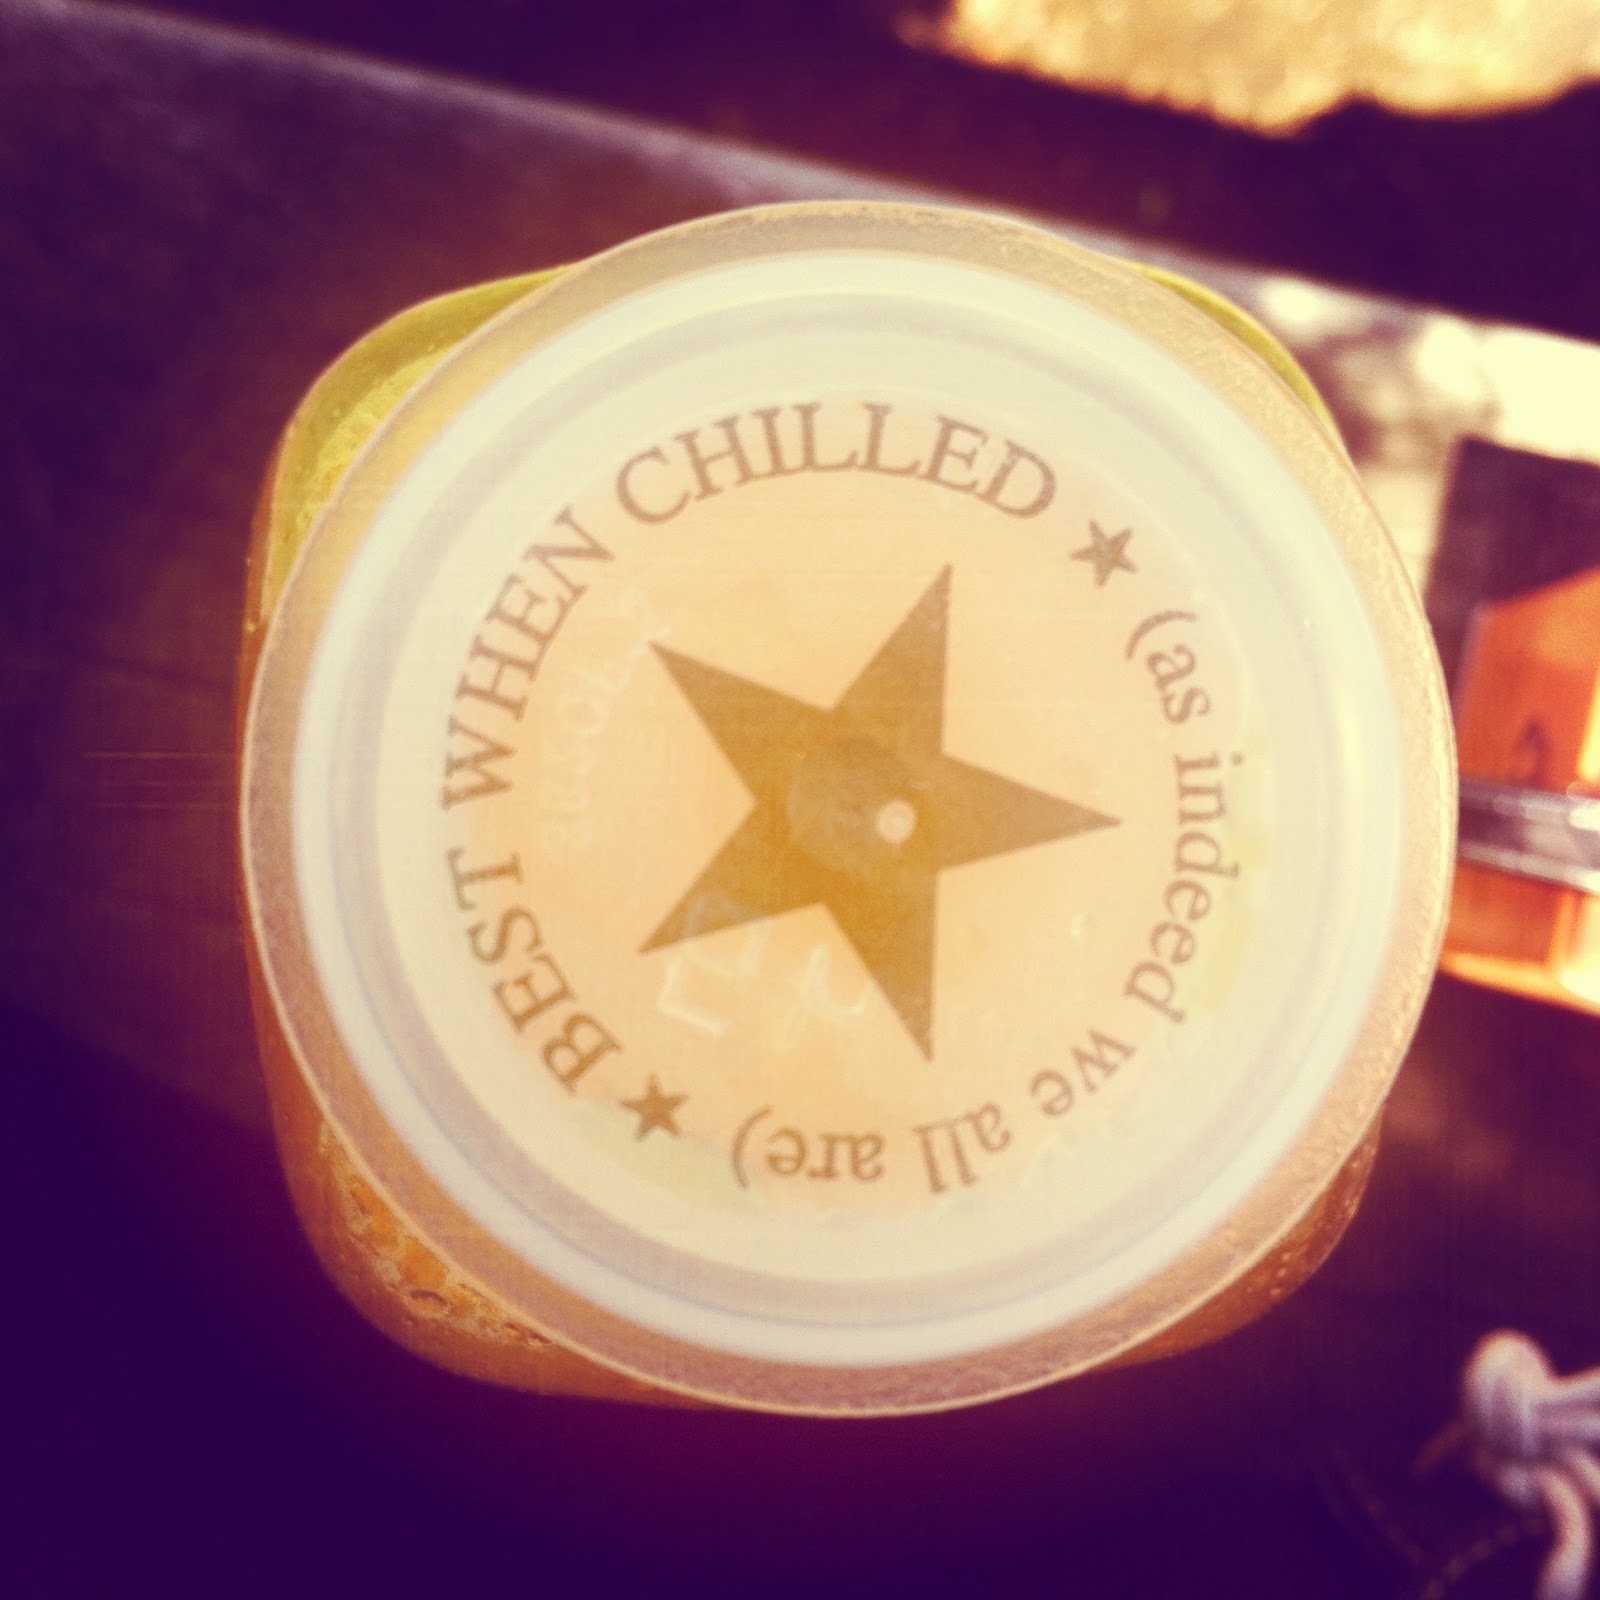 ★ BEST WHEN CHILLED ★ (as indeed we all are)